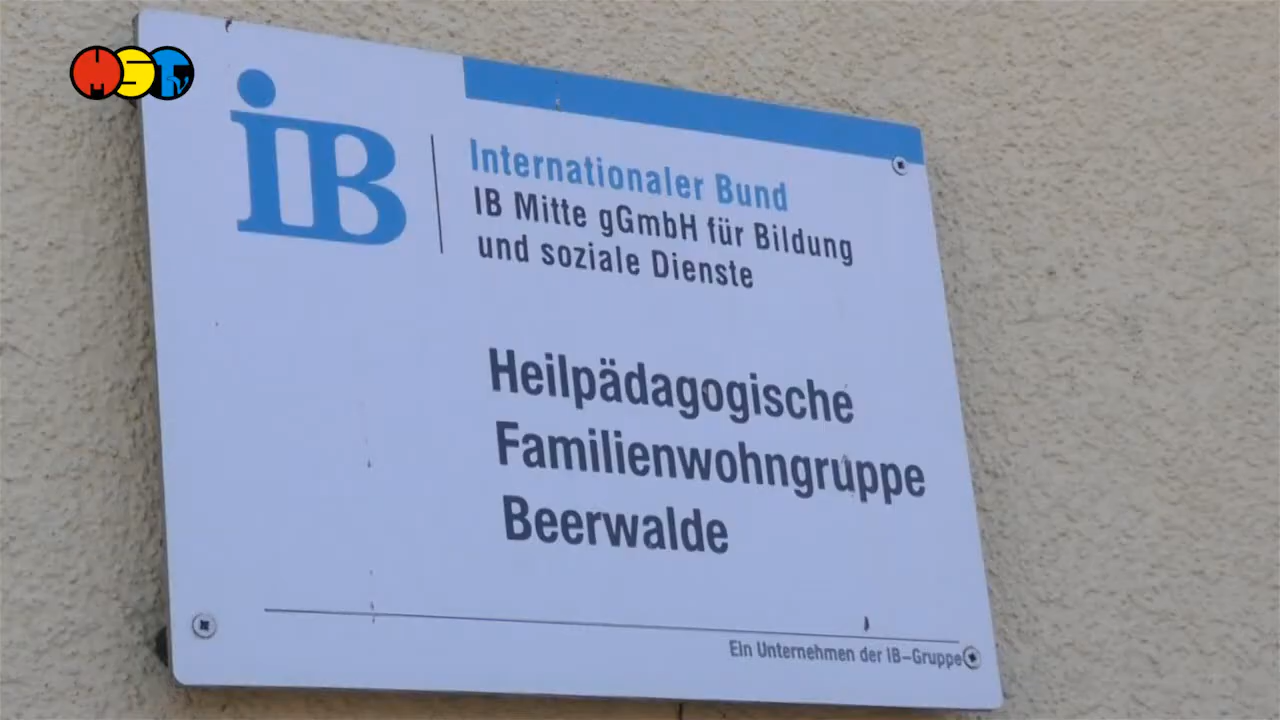 MSTV
IB
Internationaler Bund
IB Mitte gGmbH für Bildung
und soziale Dienste
Heilpädagogische
Familienwohngruppe
Beerwalde
Ein Unternehmen der IB-Gruppe